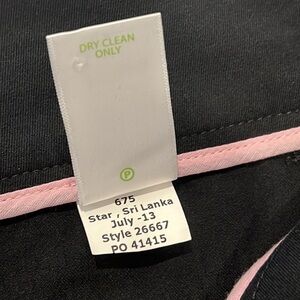 DRY CLEAN
ONLY
P
675
Star , Sri Lanka
July -13
Style 26667
PO 41415